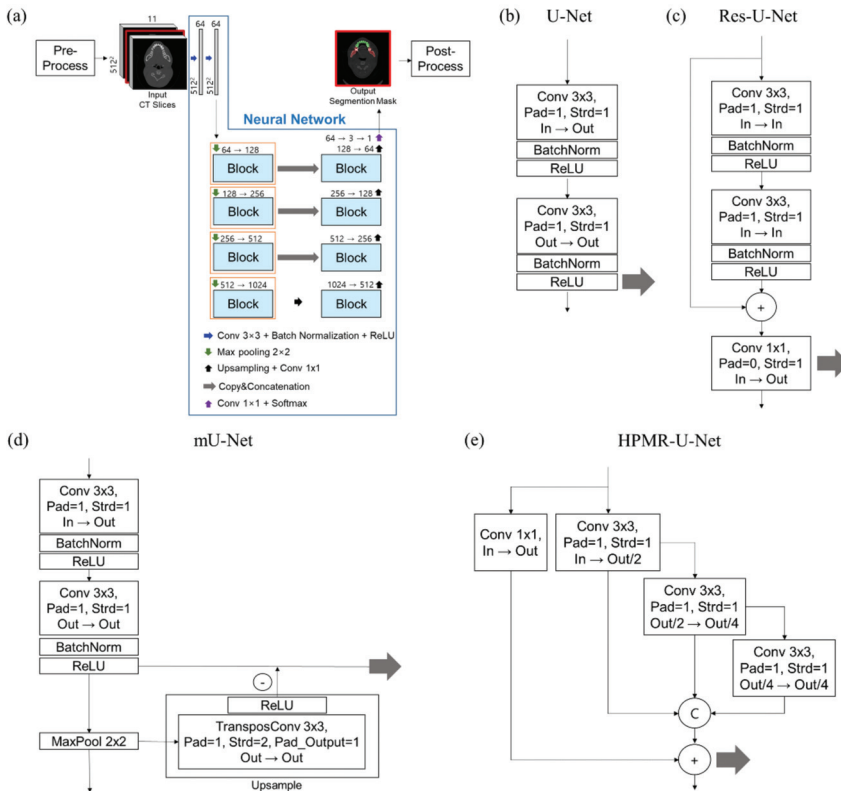 (a)
Pre-
Process
11
512²
Input
CT Slices
64 64
512²
512²
Output
Segmention Mask
Post-
Process
Neural Network
64 → 3 → 1
64 → 128
128 → 64
Block
Block
128 → 256
256 → 128
Block
Block
256 → 512
512 → 256
Block
Block
512 → 1024
1024 → 512
Block
Block
Conv 3×3 + Batch Normalization + ReLU
Max pooling 2×2
Upsampling + Conv 1x1
Copy&Concatenation
Conv 1×1 + Softmax
(b) U-Net
Conv 3x3,
Pad=1, Strd=1
In → Out
BatchNorm
ReLU
Conv 3x3,
Pad=1, Strd=1
Out → Out
BatchNorm
ReLU
(c) Res-U-Net
Conv 3x3,
Pad=1, Strd=1
In → In
BatchNorm
ReLU
Conv 3x3,
Pad=1, Strd=1
In → In
BatchNorm
ReLU
+
Conv 1x1,
Pad=0, Strd=1
In → Out
(d) mU-Net
Conv 3x3,
Pad=1, Strd=1
In → Out
BatchNorm
ReLU
Conv 3x3,
Pad=1, Strd=1
Out → Out
BatchNorm
ReLU
-
ReLU
MaxPool 2x2
TransposConv 3x3,
Pad=1, Strd=2, Pad_Output=1
Out → Out
Upsample
(e) HPMR-U-Net
Conv 1x1,
In → Out
Conv 3x3,
Pad=1, Strd=1
In → Out/2
Conv 3x3,
Pad=1, Strd=1
Out/2 → Out/4
Conv 3x3,
Pad=1, Strd=1
Out/4 → Out/4
C
+